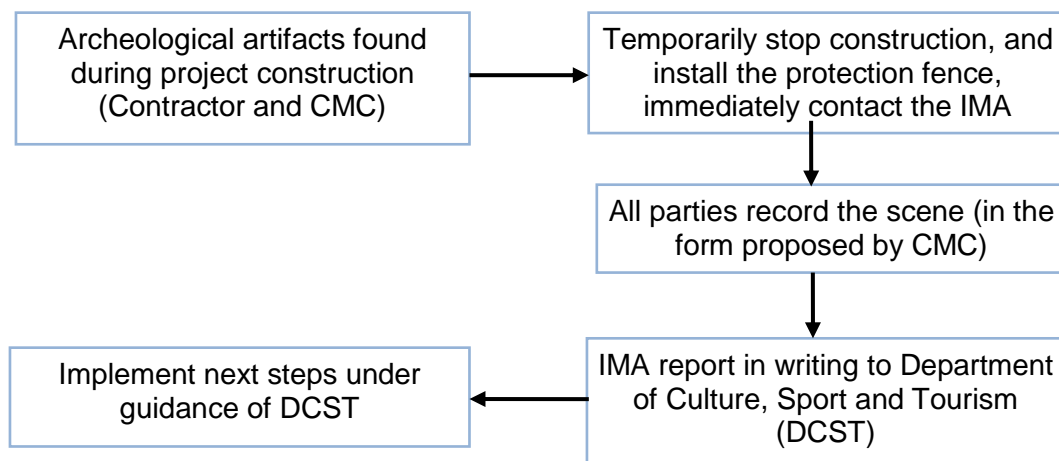 Archeological artifacts found
during project construction
(Contractor and CMC)
Temporarily stop construction, and
install the protection fence,
immediately contact the IMA
All parties record the scene (in the
form proposed by CMC)
IMA report in writing to Department
of Culture, Sport and Tourism
(DCST)
Implement next steps under
guidance of DCST